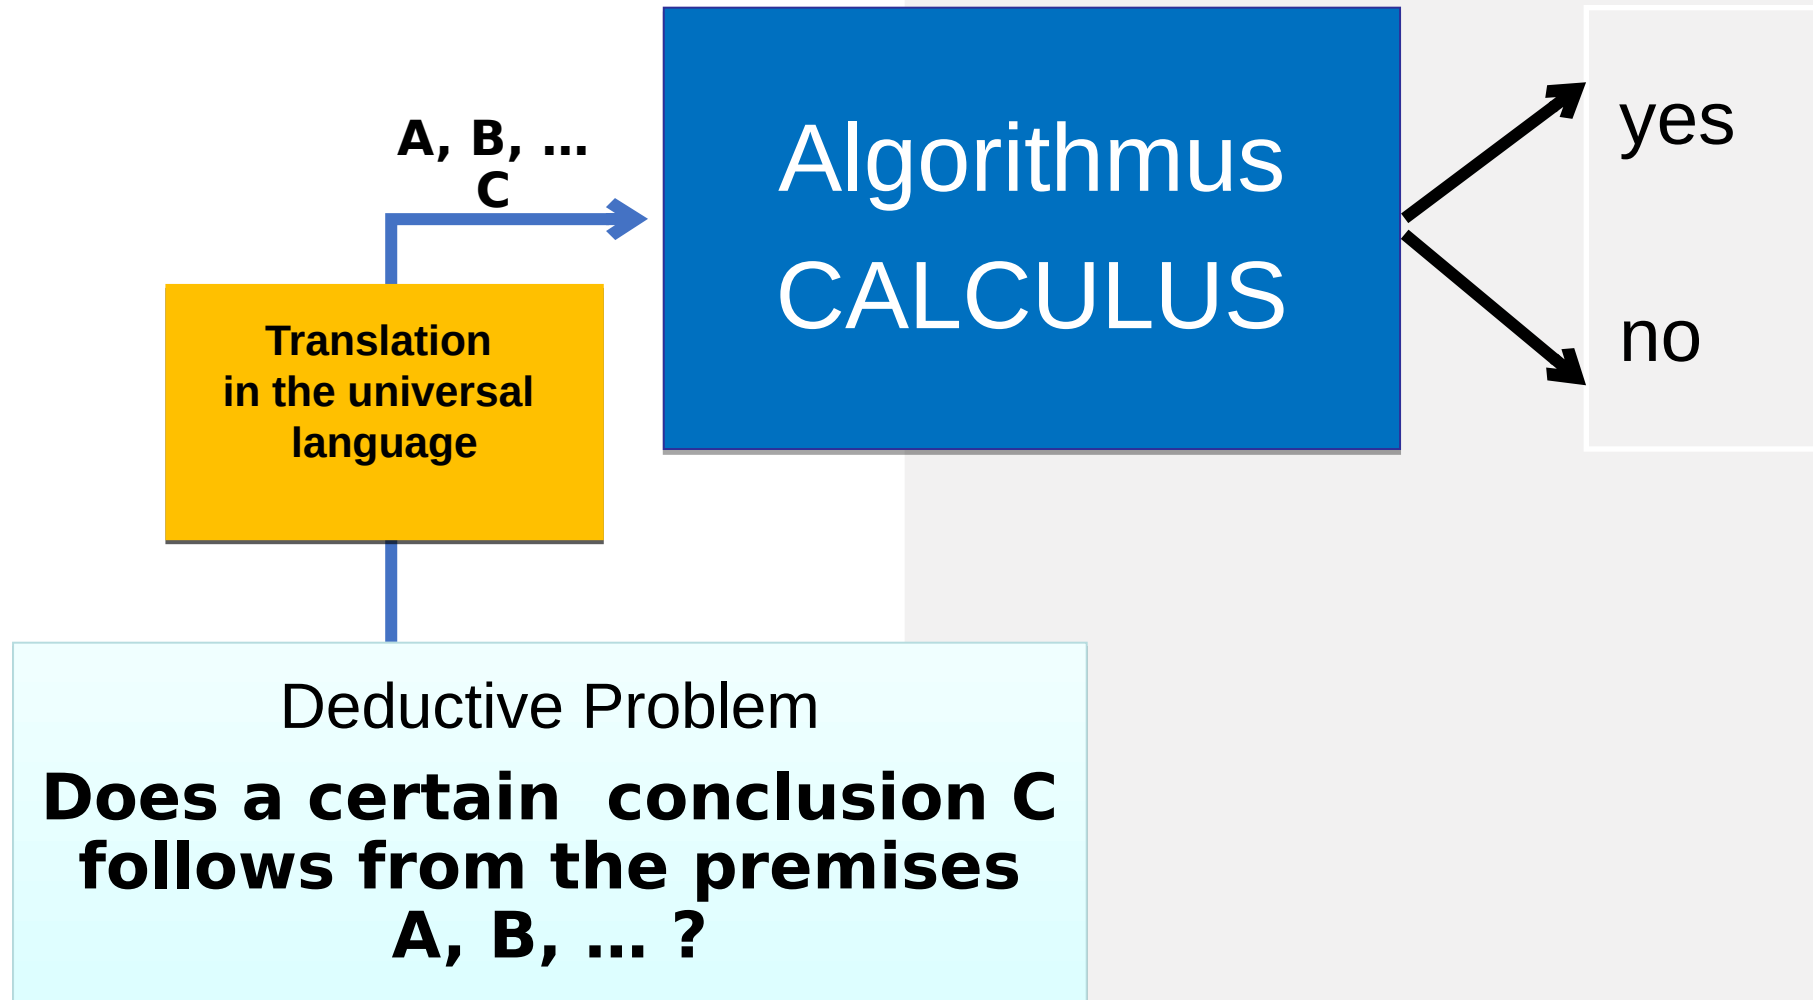 A, B, …
C
Algorithmus
CALCULUS
yes
no
Translation
in the universal
language
Deductive Problem
Does a certain  conclusion C
follows from the premises
A, B, … ?